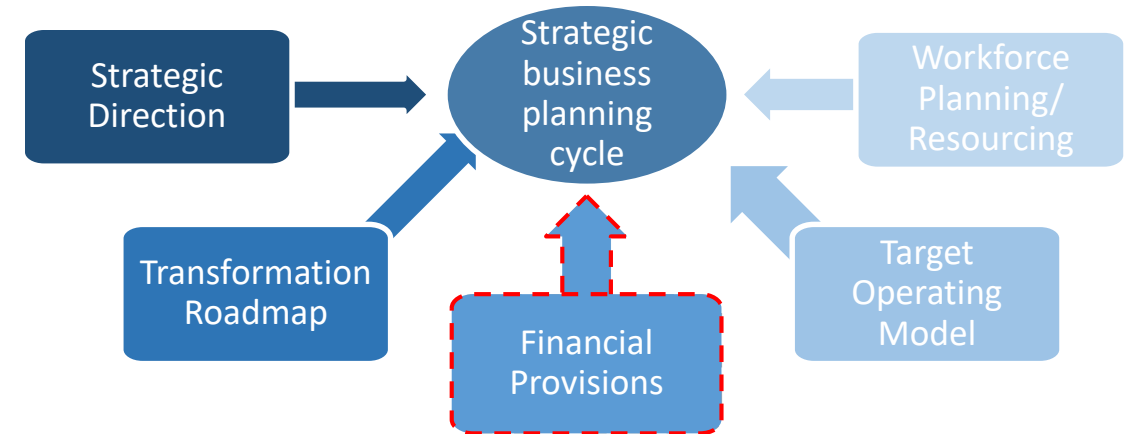 Strategic
Direction
Strategic
business
planning
cycle
Workforce
Planning/
Resourcing
Transformation
Roadmap
Financial
Provisions
Target
Operating
Model